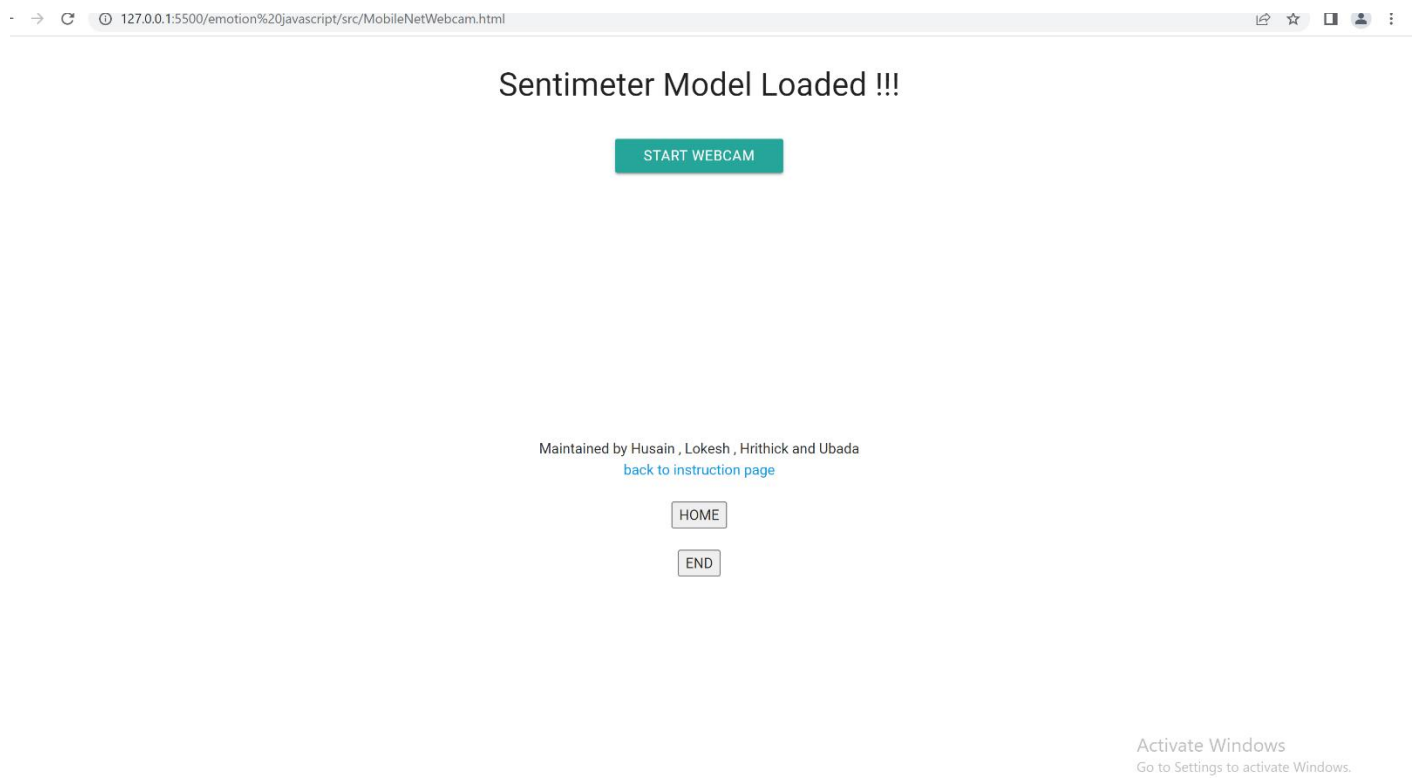 127.0.0.1:5500/emotion%20javascript/src/MobileNetWebcam.html
Sentimeter Model Loaded !!!
START WEBCAM
Maintained by Husain , Lokesh , Hrithick and Ubada
back to instruction page
HOME
END
Activate Windows
Go to Settings to activate Windows.